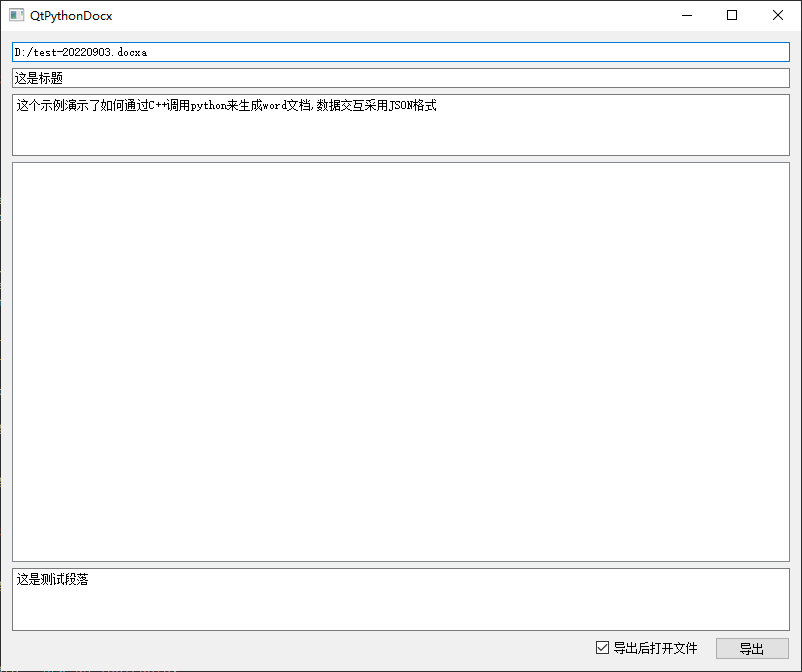 QtPythonDocx
D:/test-20220903.docxa
这是标题
这个示例演示了如何通过C++调用python来生成word文档,数据交互采用JSON格式
这是测试段落
导出后打开文件
导出